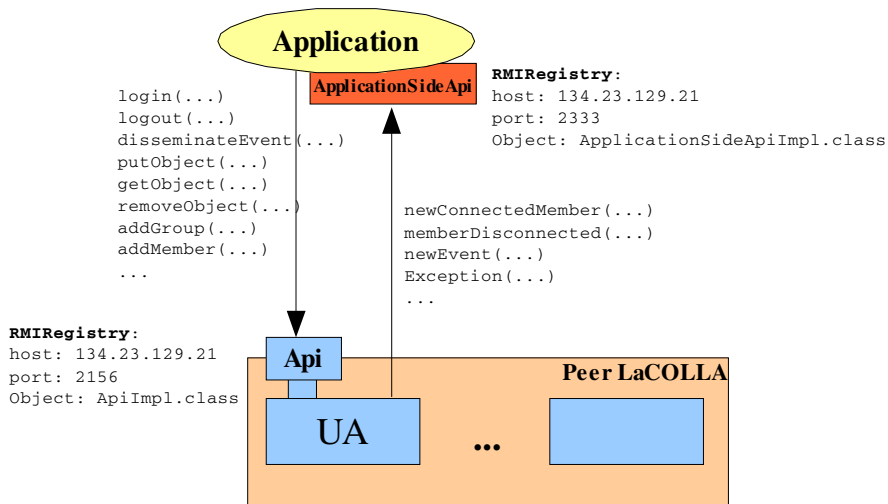 Application
ApplicationSideApi
RMIRegistry:
host: 134.23.129.21
port: 2333
Object: ApplicationSideApiImpl.class
login(...)
logout(...)
disseminateEvent(...)
putObject(...)
getObject(...)
removeObject(...)
addGroup(...)
addMember(...)
...
newConnectedMember(...)
memberDisconnected(...)
newEvent(...)
Exception(...)
...
RMIRegistry:
host: 134.23.129.21
port: 2156
Object: ApiImpl.class
Api
Peer LaCOLLA
UA
...